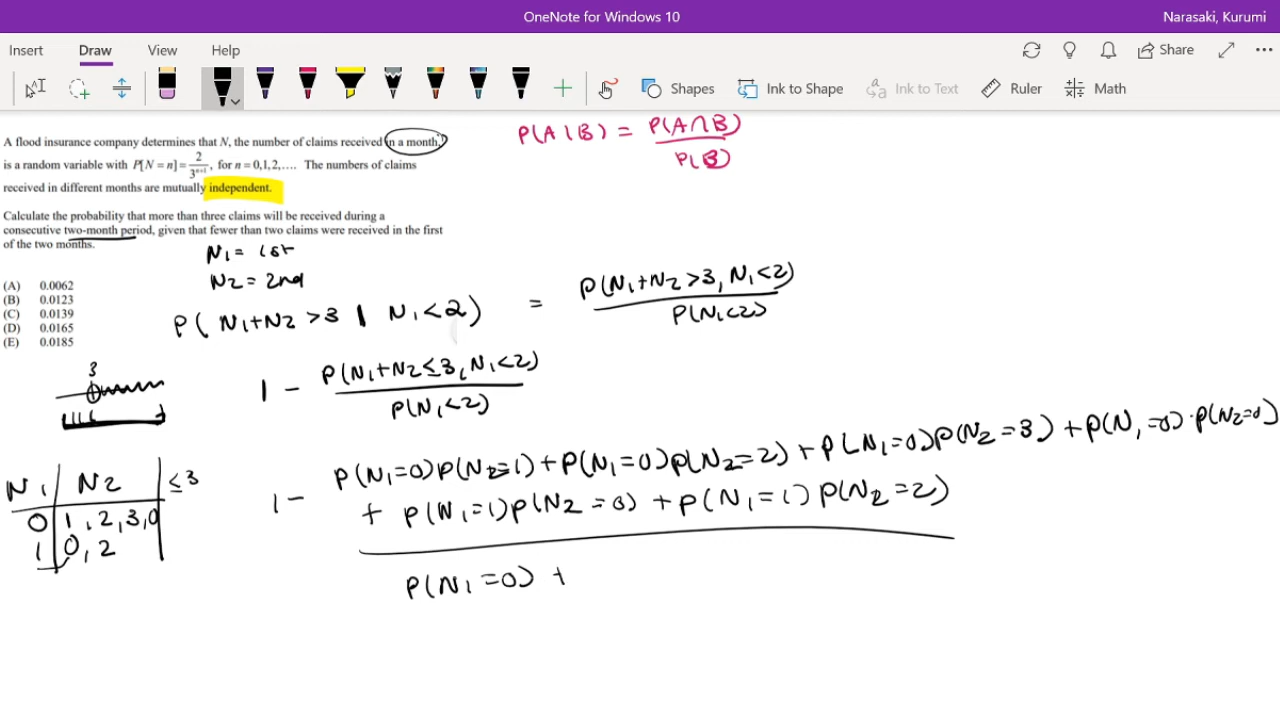 OneNote for Windows 10
Narasaki, Kurumi
Insert Draw View Help
Share
Shapes Ink to Shape Ink to Text Ruler Math
A flood insurance company determines that N, the number of claims received in a month,
is a random variable with P[N = n] = 2/3^{n+1}, for n = 0,1,2,.... The numbers of claims
received in different months are mutually independent.
Calculate the probability that more than three claims will be received during a
consecutive two-month period, given that fewer than two claims were received in the first
of the two months.
(A) 0.0062
(B) 0.0123
(C) 0.0139
(D) 0.0165
(E) 0.0185
P(A|B) = P(A∩B)
P(B)
N1 = 1st
N2 = 2nd
P(N1+N2 >3 | N1<2) = P(N1+N2 >3, N1<2)
P(N1<2)
1 - P(N1+N2 ≤3, N1<2)
P(N1<2)
3
N1 N2 ≤3
0 1,2,3,0
1 0,2
1 - P(N1=0)P(N2=1)+P(N1=0)P(N2=2)+P(N1=0)P(N2=3)+P(N1=0)·P(N2=0)
+ P(N1=1)P(N2=0) + P(N1=1)P(N2=2)
P(N1=0) +